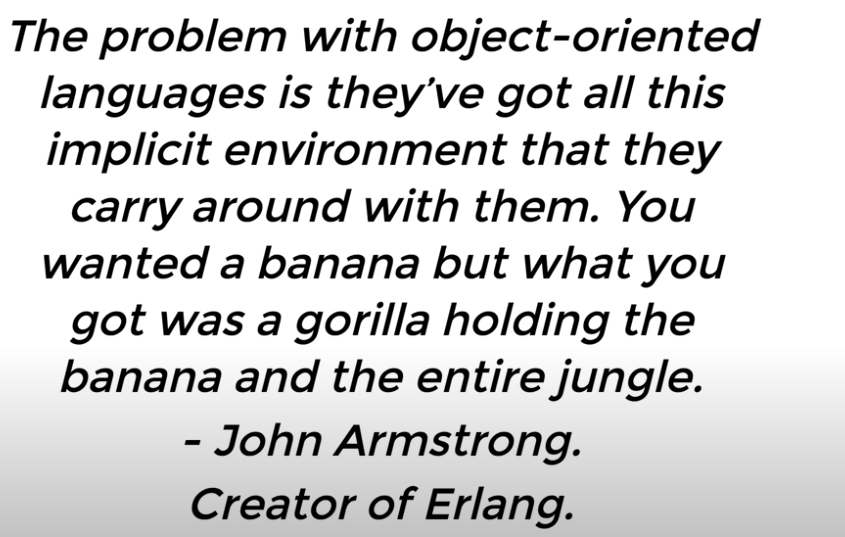 The problem with object-oriented
languages is they’ve got all this
implicit environment that they
carry around with them. You
wanted a banana but what you
got was a gorilla holding the
banana and the entire jungle.
- John Armstrong.
Creator of Erlang.